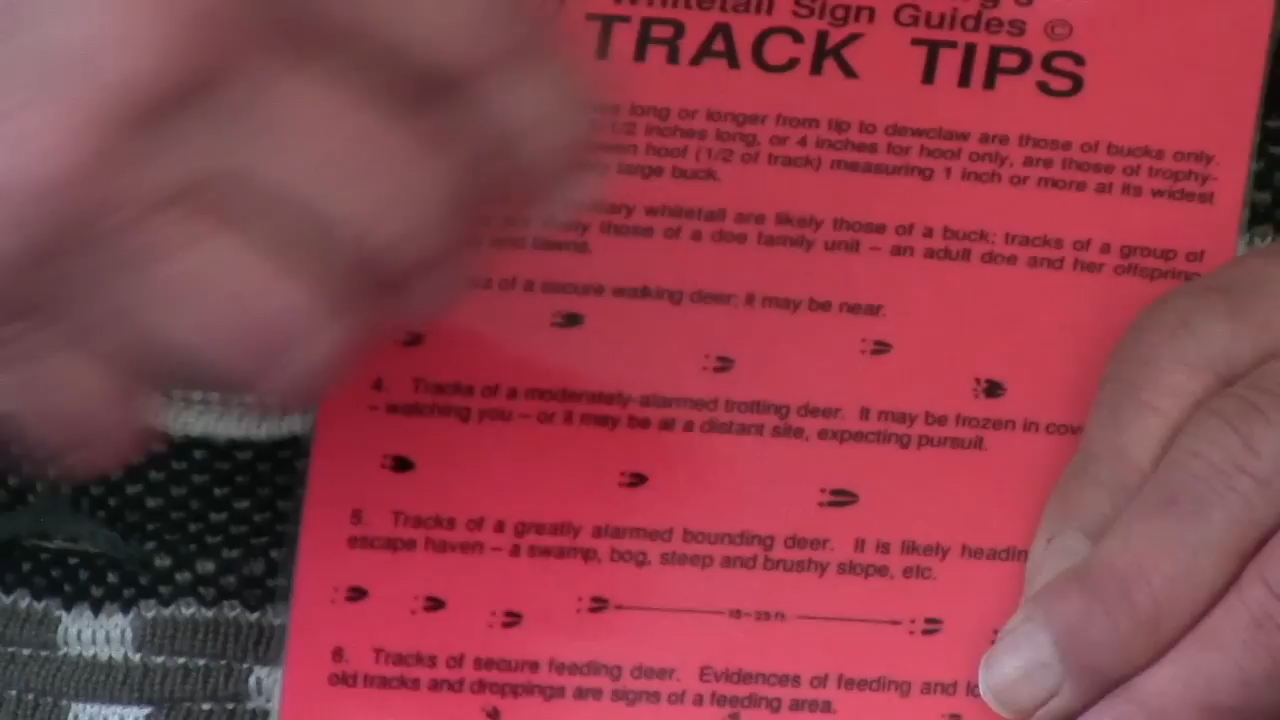 Whitetail Sign Guides ©
TRACK TIPS
long or longer from tip to dewclaw are those of bucks only.
1/2 inches long, or 4 inches for hoof only, are those of trophy-
hoof (1/2 of track) measuring 1 inch or more at its widest
large buck.
whitetail are likely those of a buck; tracks of a group of
those of a doe family unit – an adult doe and her offspring
and fawns.
of a secure walking deer; it may be near.
4. Tracks of a moderately-alarmed trotting deer. It may be frozen in cov
– watching you – or it may be at a distant site, expecting pursuit.
5. Tracks of a greatly alarmed bounding deer. It is likely headin
escape haven – a swamp, bog, steep and brushy slope, etc.
15–25 ft.
6. Tracks of secure feeding deer. Evidences of feeding and
old tracks and droppings are signs of a feeding area.